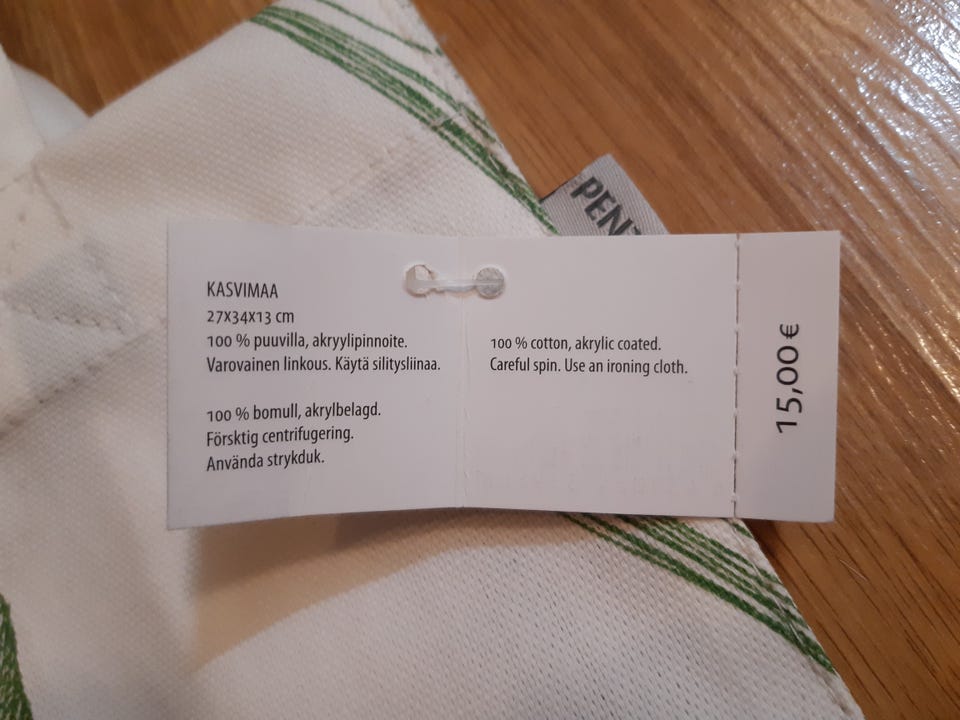 KASVIMAA
27x34x13 cm
100 % puuvilla, akryylipinnoite.
Varovainen linkous. Käytä silitysliinaa.
100 % bomull, akrylbelagd.
Försktig centrifugering.
Använda strykduk.
100 % cotton, akrylic coated.
Careful spin. Use an ironing cloth.
15,00 €